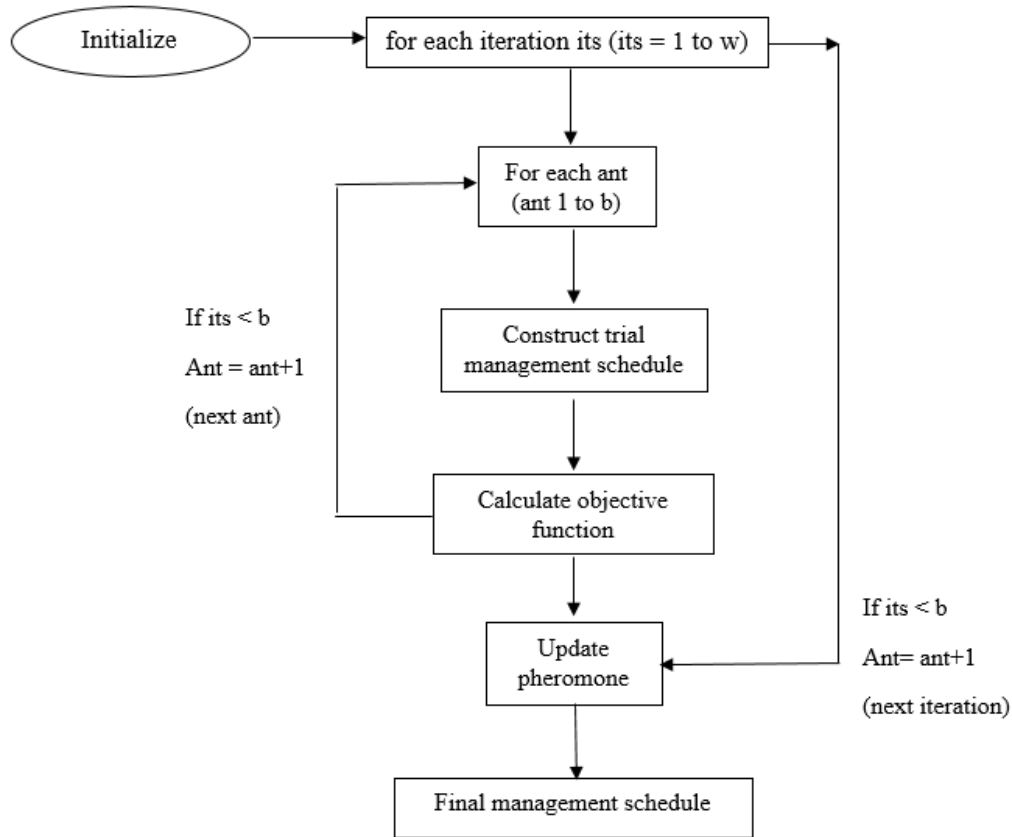 Initialize
for each iteration its (its = 1 to w)
For each ant
(ant 1 to b)
If its < b
Ant = ant+1
(next ant)
Construct trial
management schedule
Calculate objective
function
If its < b
Ant= ant+1
(next iteration)
Update
pheromone
Final management schedule